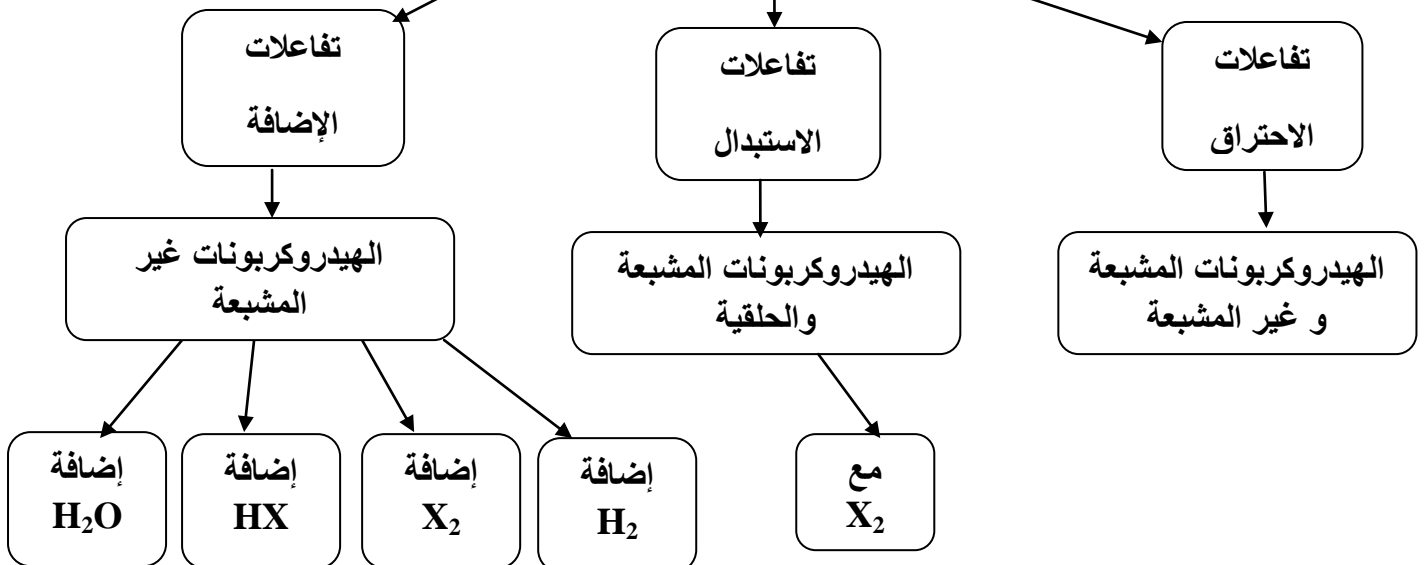 تفاعلات
الاحتراق
تفاعلات
الاستبدال
تفاعلات
الإضافة
الهيدروكربونات المشبعة
و غير المشبعة
الهيدروكربونات المشبعة
والحلقية
الهيدروكربونات غير
المشبعة
مع
X₂
إضافة
H₂
إضافة
X₂
إضافة
HX
إضافة
H₂O